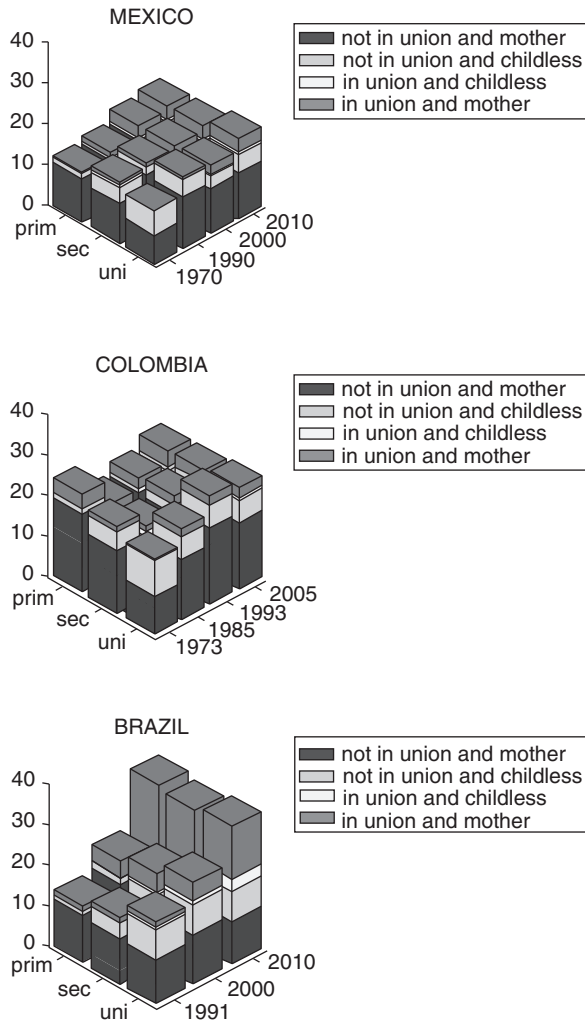 MEXICO
not in union and mother
not in union and childless
in union and childless
in union and mother
40
30
20
10
0
prim
sec
uni
1970
1990
2000
2010
COLOMBIA
not in union and mother
not in union and childless
in union and childless
in union and mother
40
30
20
10
0
prim
sec
uni
1973
1985
1993
2005
BRAZIL
not in union and mother
not in union and childless
in union and childless
in union and mother
40
30
20
10
0
prim
sec
uni
1991
2000
2010